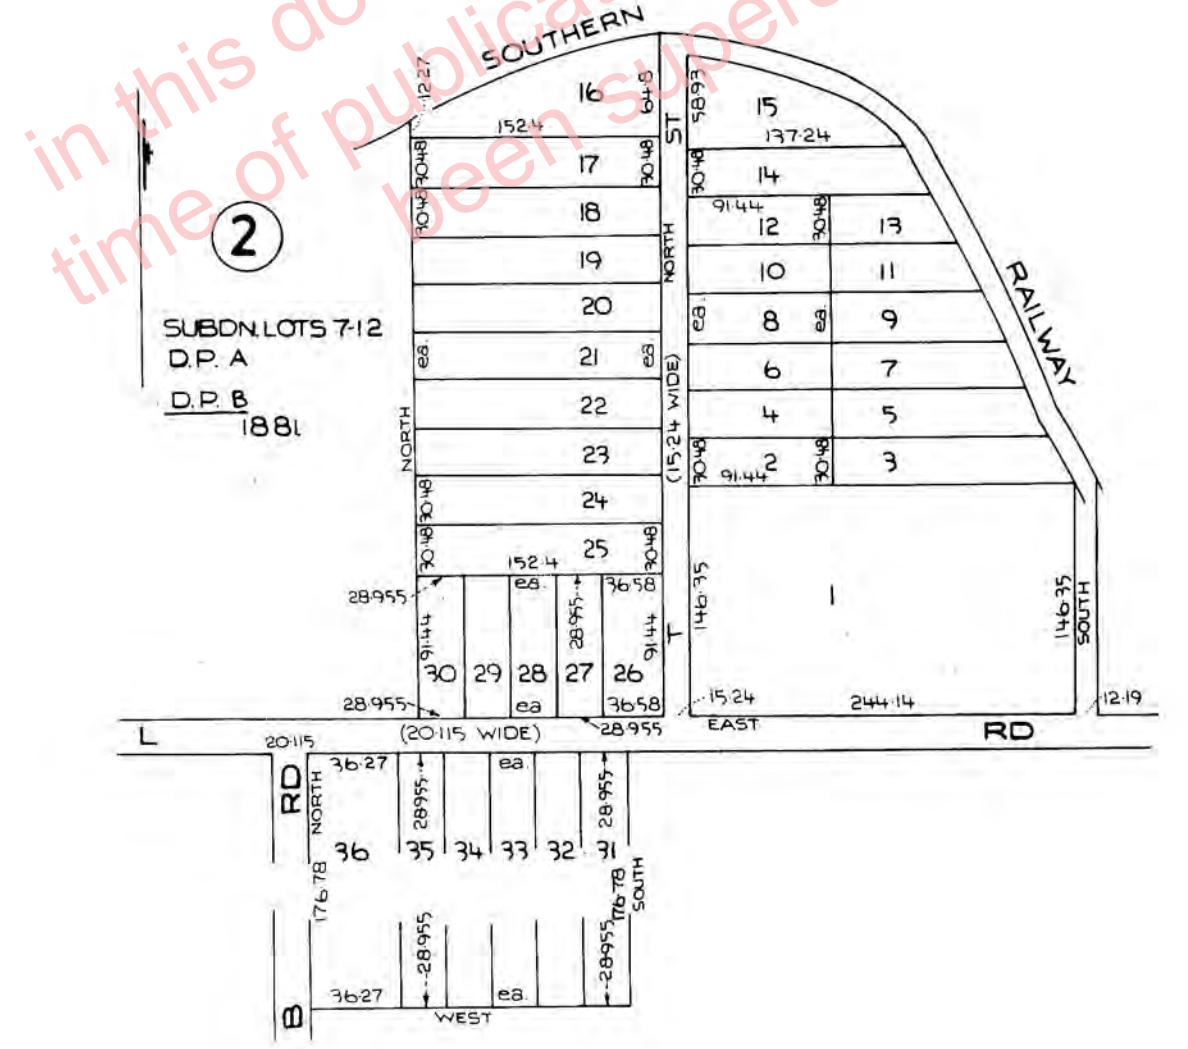 in this do
time of publica
been super
SOUTHERN
12·27
16
64·8
58·93
15
152·4
137·24
ST
30·48
17
30·48
30·48
14
30·48
18
91·44
12
30·48
13
2
19
NORTH
10
11
RAILWAY
SUBDN.LOTS 7-12
D.P. A
D.P. B
1881
20
ea.
8
ea.
9
ea.
21
ea
6
7
(15·24 WIDE)
22
4
5
NORTH
23
30·48
2
30·48
3
91·44
30·48
24
30·48
25
30·48
152·4
28·955
ea.
36·58
28·955
91·44
91·44
146·35
1
146·35
SOUTH
T
30
29
28
27
26
28·955
ea
36·58
15·24
244·14
12·19
L
20·115
(20·115 WIDE)
28·955
EAST
RD
RD
NORTH
36·27
28·955
ea.
28·955
36
35
34
33
32
31
176·78
176·78
SOUTH
28·955
28·955
36·27
ea.
B
WEST